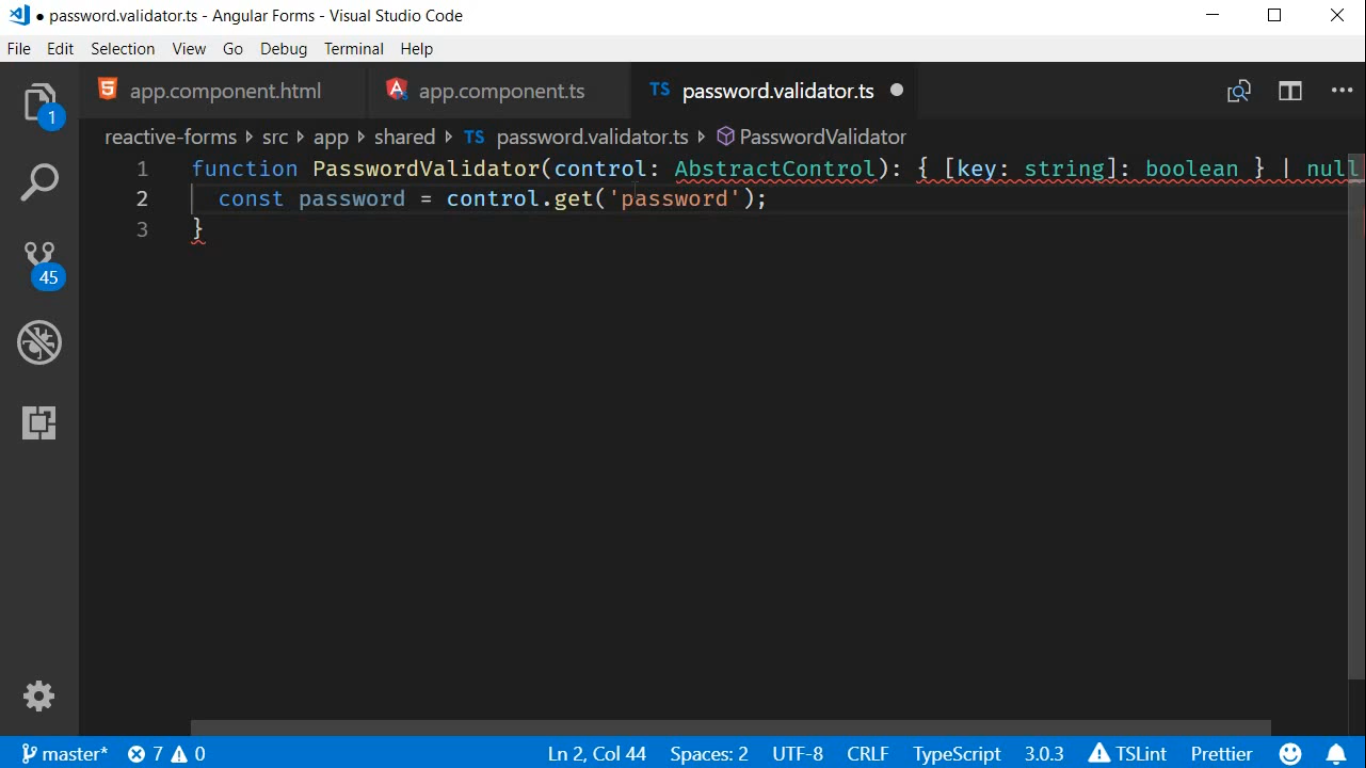 ● password.validator.ts - Angular Forms - Visual Studio Code
File Edit Selection View Go Debug Terminal Help
app.component.html app.component.ts TS password.validator.ts ●
1
reactive-forms src app shared TS password.validator.ts PasswordValidator
1 function PasswordValidator(control: AbstractControl): { [key: string]: boolean } | null
2 const password = control.get('password');
3 }
45
master* 7 0 Ln 2, Col 44 Spaces: 2 UTF-8 CRLF TypeScript 3.0.3 TSLint Prettier